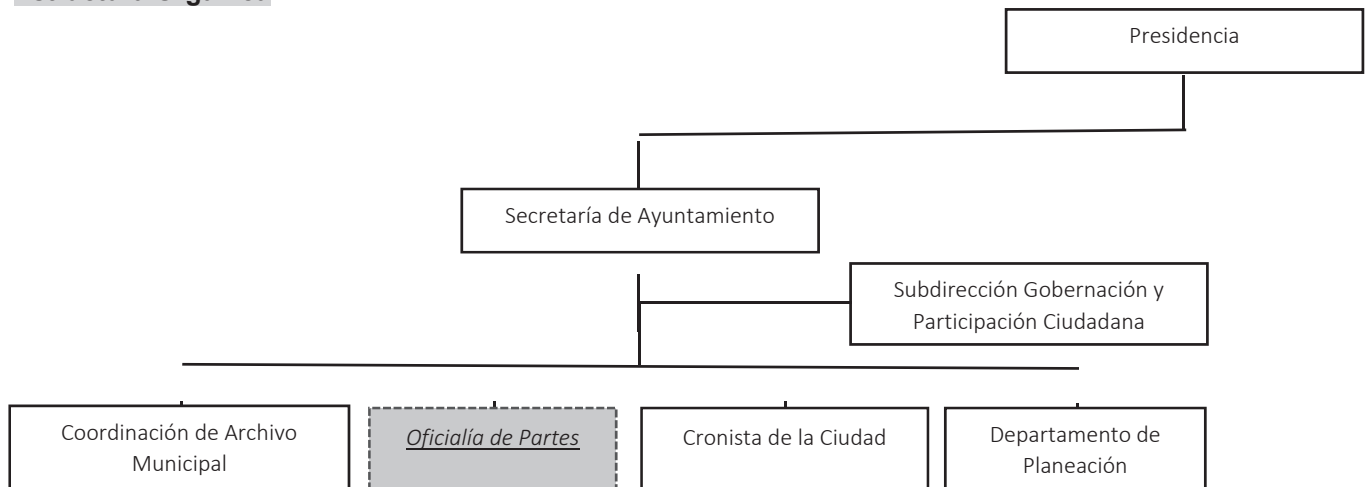 Presidencia
Secretaría de Ayuntamiento
Subdirección Gobernación y
Participación Ciudadana
Coordinación de Archivo
Municipal
Oficialía de Partes
Cronista de la Ciudad
Departamento de
Planeación